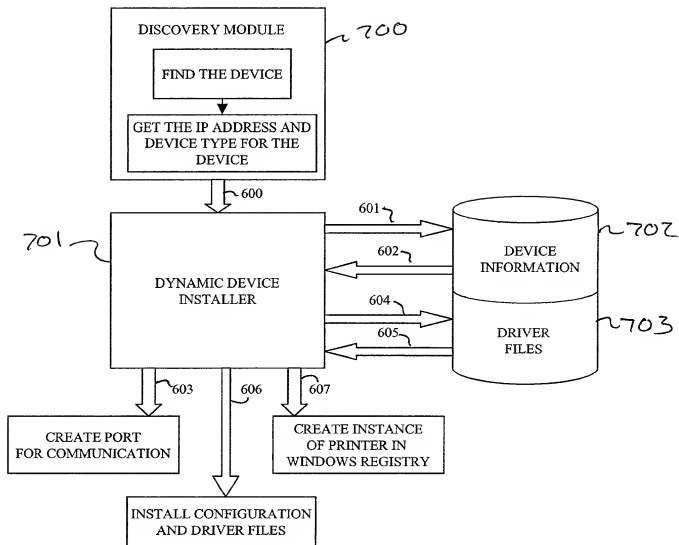 DISCOVERY MODULE
700
FIND THE DEVICE
GET THE IP ADDRESS AND
DEVICE TYPE FOR THE
DEVICE
600
701
DYNAMIC DEVICE
INSTALLER
601
602
604
605
DEVICE
INFORMATION
702
DRIVER
FILES
703
603
606
607
CREATE PORT
FOR COMMUNICATION
CREATE INSTANCE
OF PRINTER IN
WINDOWS REGISTRY
INSTALL CONFIGURATION
AND DRIVER FILES